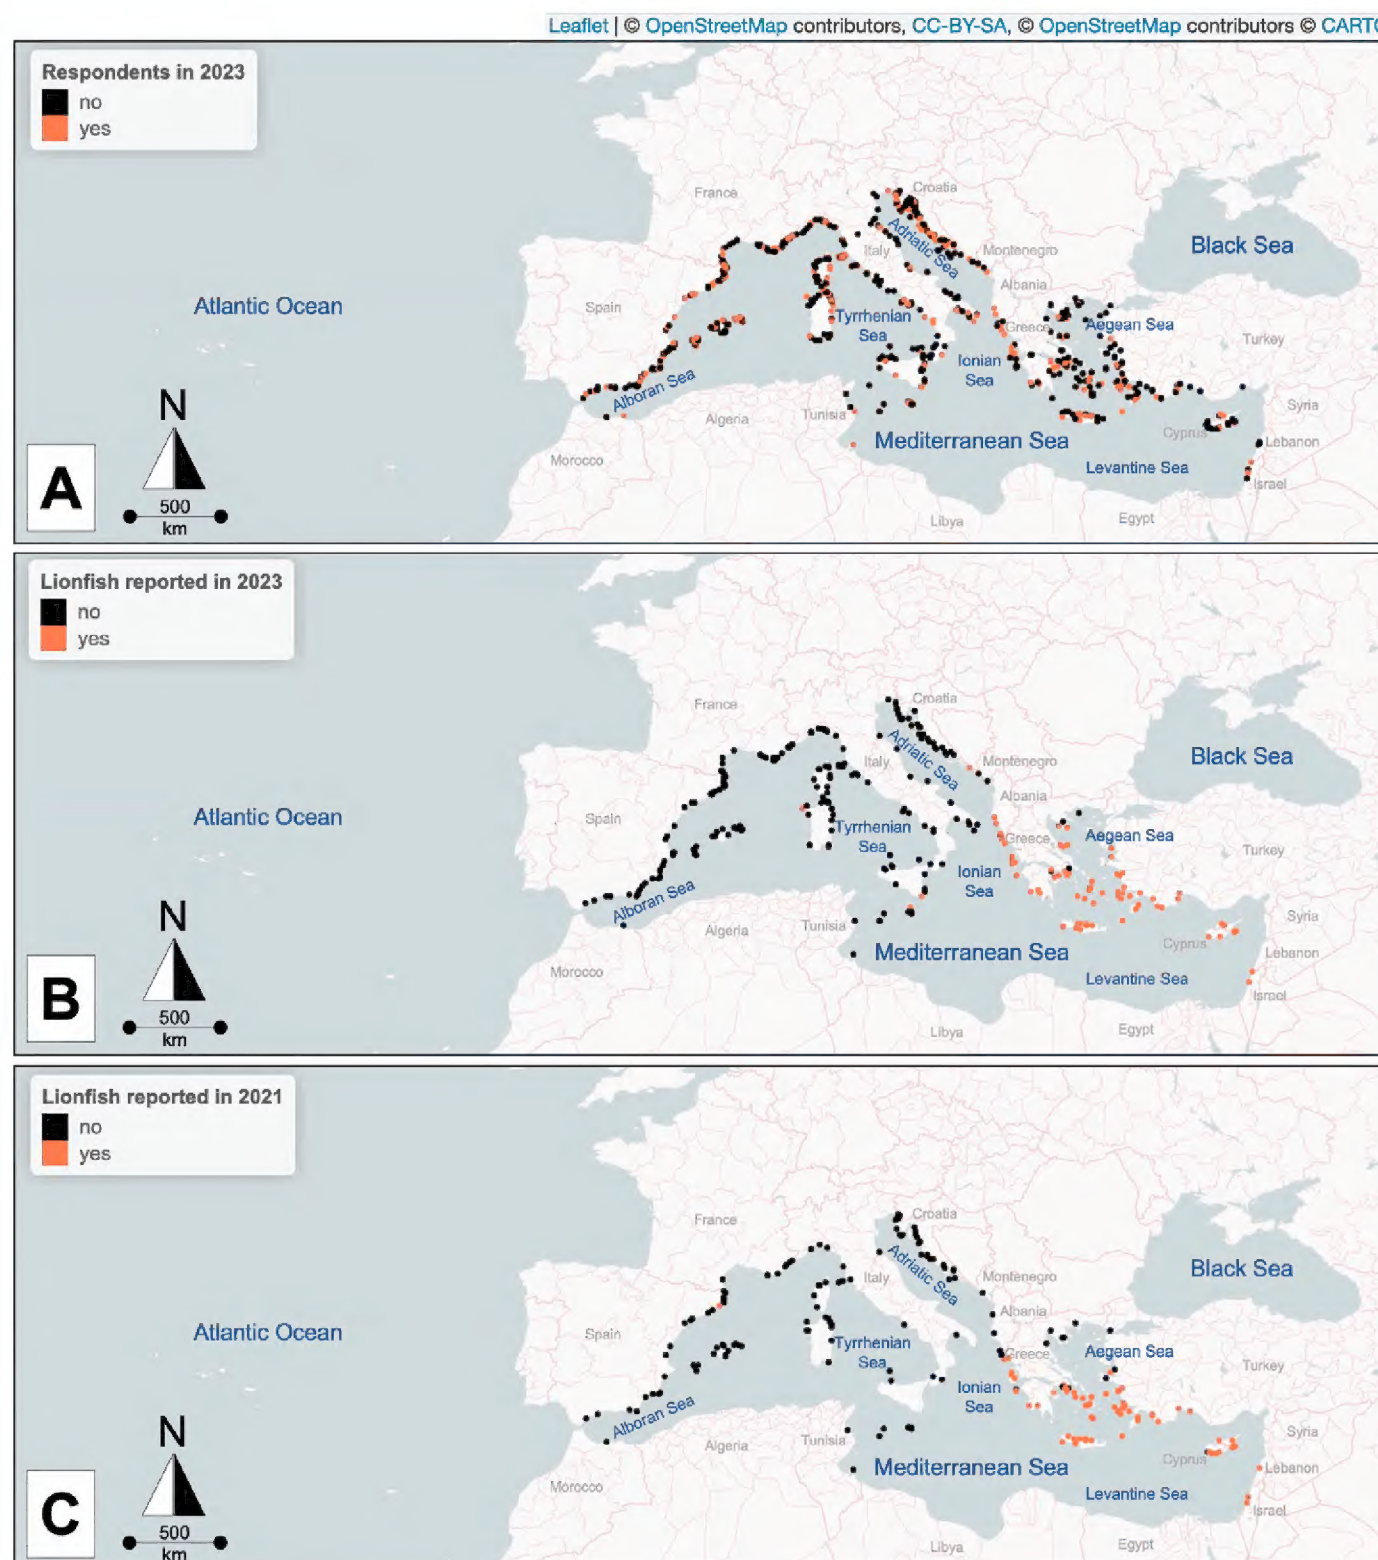 Leaflet | © OpenStreetMap contributors, CC-BY-SA, © OpenStreetMap contributors © CARTO
Respondents in 2023
no
yes
France
Croatia
Adriatic Sea
Italy
Montenegro
Black Sea
Albania
Atlantic Ocean
Spain
Tyrrhenian
Sea
Greece
Aegean Sea
Turkey
Ionian
Sea
Alboran Sea
N
Algeria
Tunisia
Syria
Mediterranean Sea
Cyprus
Lebanon
Morocco
Levantine Sea
Israel
A
500
km
Libya
Egypt
Lionfish reported in 2023
no
yes
France
Croatia
Adriatic Sea
Italy
Montenegro
Black Sea
Albania
Atlantic Ocean
Spain
Tyrrhenian
Sea
Greece
Aegean Sea
Turkey
Ionian
Sea
Alboran Sea
N
Algeria
Tunisia
Syria
Mediterranean Sea
Cyprus
Lebanon
Morocco
Levantine Sea
Israel
B
500
km
Libya
Egypt
Lionfish reported in 2021
no
yes
France
Croatia
Adriatic Sea
Italy
Montenegro
Black Sea
Albania
Atlantic Ocean
Spain
Tyrrhenian
Sea
Greece
Aegean Sea
Turkey
Ionian
Sea
Alboran Sea
N
Algeria
Tunisia
Syria
Mediterranean Sea
Cyprus
Lebanon
Morocco
Levantine Sea
Israel
C
500
km
Libya
Egypt